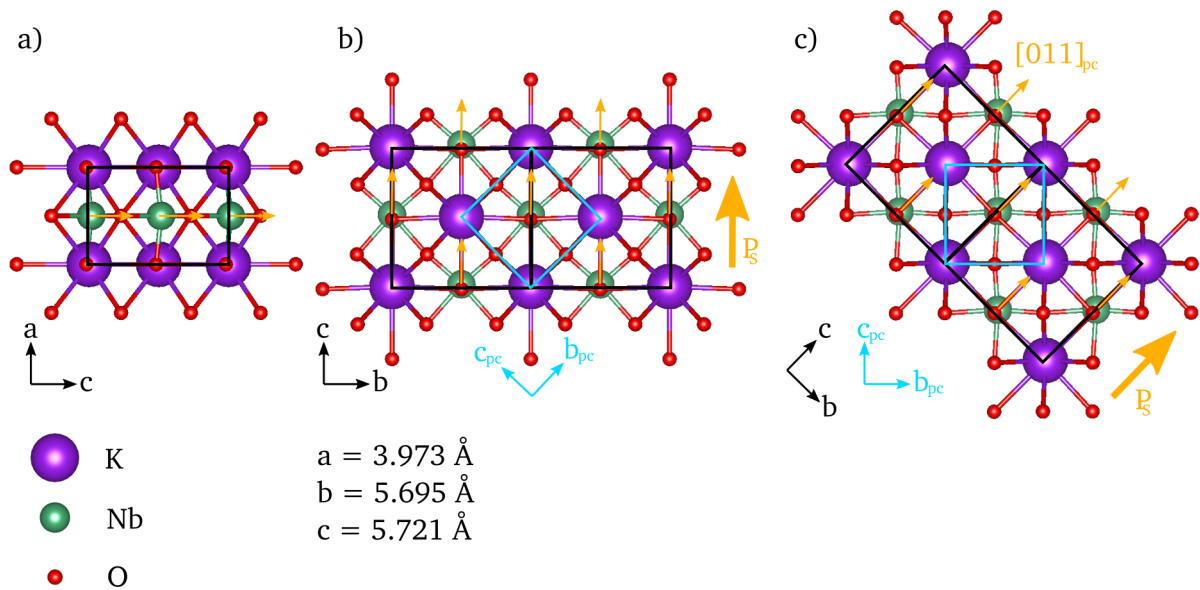 a)
a
c
b)
Ps
c
b
cpc
bpc
c)
[011]pc
c
b
cpc
bpc
Ps
K
Nb
O
a = 3.973 Å
b = 5.695 Å
c = 5.721 Å